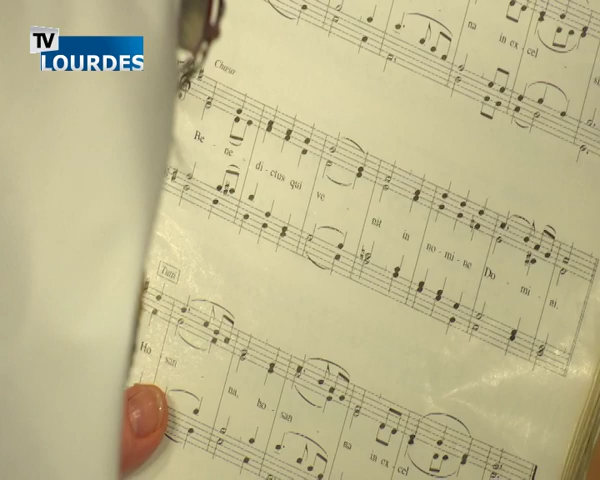 TV
LOURDES
na in ex - cel
Chœur
Be - ne di - ctus qui ve nit in no - mi - ne Do mi - ni.
Tutti
Ho san na, ho - san na in ex - cel